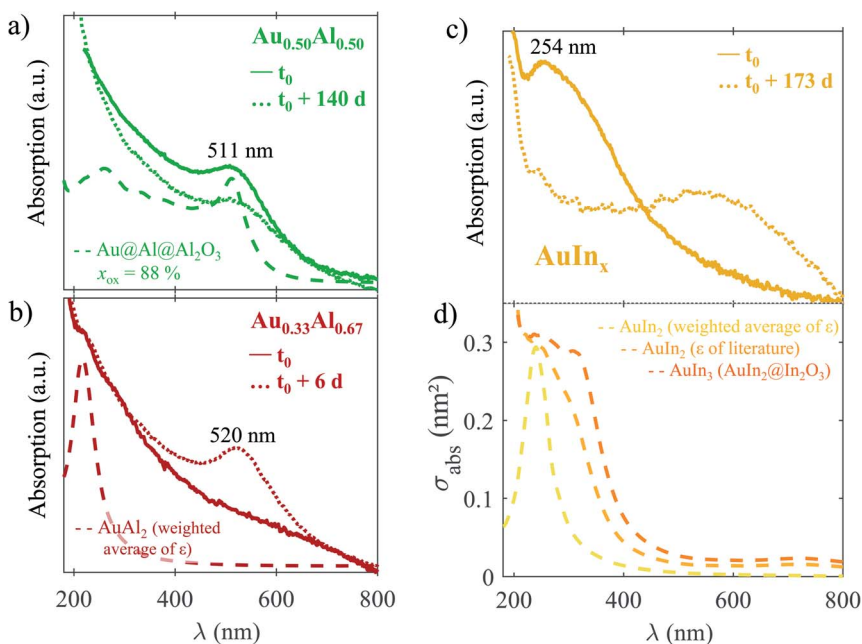 a)
Au0.50Al0.50
— t0
... t0 + 140 d
511 nm
-- Au@Al@Al2O3
xox = 88 %
Absorption (a.u.)
b)
Au0.33Al0.67
— t0
... t0 + 6 d
520 nm
-- AuAl2 (weighted
average of ε)
Absorption (a.u.)
200
400
600
800
λ (nm)
c)
254 nm
— t0
... t0 + 173 d
AuInx
Absorption (a.u.)
d)
-- AuIn2 (weighted average of ε)
-- AuIn2 (ε of literature)
-- AuIn3 (AuIn2@In2O3)
0.3
0.2
0.1
0
σabs (nm²)
200
300
400
500
600
700
800
λ (nm)